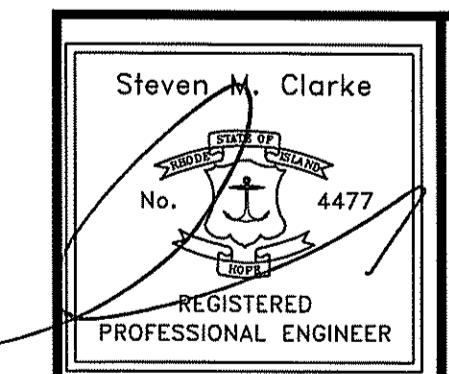 Steven M. Clarke
STATE OF
RHODE ISLAND
No. 4477
HOPE
REGISTERED
PROFESSIONAL ENGINEER